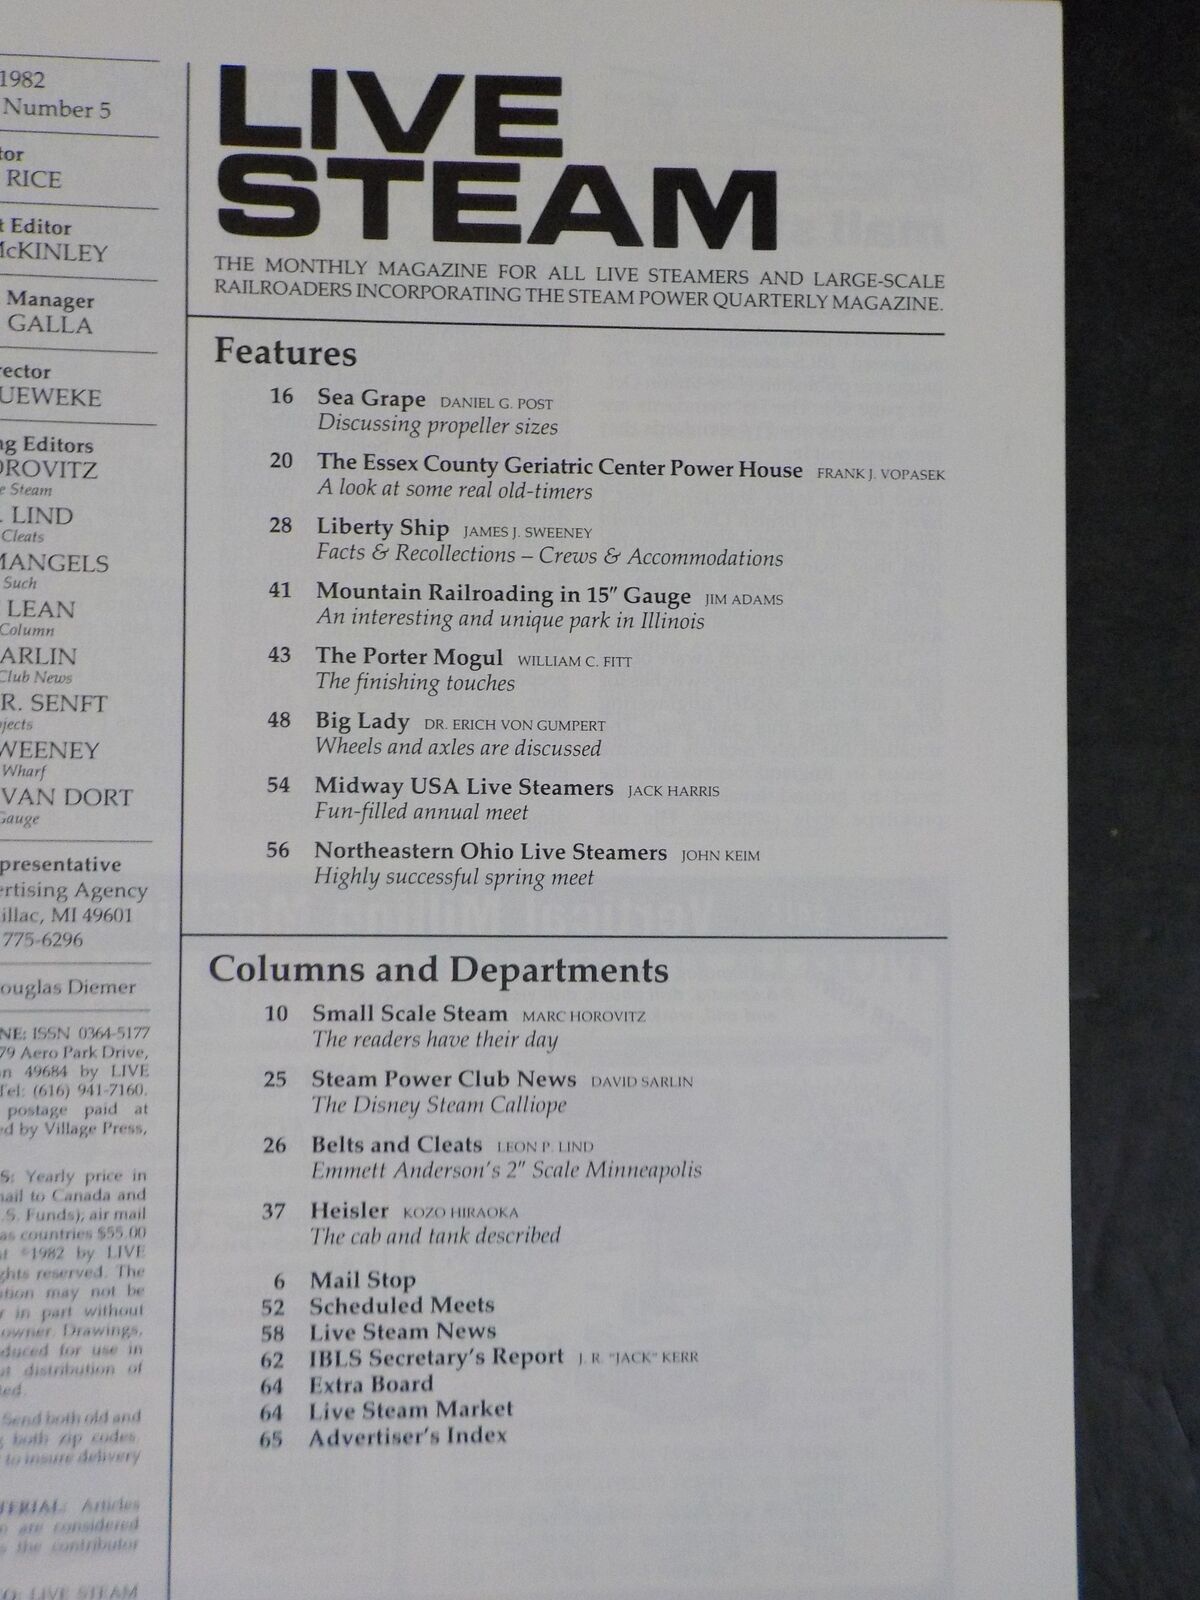 1982
Number 5
tor
RICE
t Editor
McKINLEY
Manager
GALLA
rector
UEWEKE
ng Editors
OROVITZ
e Steam
. LIND
Cleats
MANGELS
Such
LEAN
Column
ARLIN
Club News
R. SENFT
ojects
WEENEY
Wharf
VAN DORT
Gauge
presentative
ertising Agency
illac, MI 49601
775-6296
ouglas Diemer
NE: ISSN 0364-5177
79 Aero Park Drive,
n 49684 by LIVE
Tel: (616) 941-7160.
postage paid at
ed by Village Press,
S: Yearly price in
mail to Canada and
.S. Funds); air mail
as countries $55.00
t ©1982 by LIVE
ghts reserved. The
ation may not be
r in part without
owner. Drawings,
duced for use in
ut distribution of
ted.
Send both old and
g both zip codes.
to insure delivery
TERIAL: Articles
n are considered
s the contributor
O: LIVE STEAM
LIVE
STEAM
THE MONTHLY MAGAZINE FOR ALL LIVE STEAMERS AND LARGE-SCALE
RAILROADERS INCORPORATING THE STEAM POWER QUARTERLY MAGAZINE.
Features
16 Sea Grape DANIEL G. POST
Discussing propeller sizes
20 The Essex County Geriatric Center Power House FRANK J. VOPASEK
A look at some real old-timers
28 Liberty Ship JAMES J. SWEENEY
Facts & Recollections – Crews & Accommodations
41 Mountain Railroading in 15" Gauge JIM ADAMS
An interesting and unique park in Illinois
43 The Porter Mogul WILLIAM C. FITT
The finishing touches
48 Big Lady DR. ERICH VON GUMPERT
Wheels and axles are discussed
54 Midway USA Live Steamers JACK HARRIS
Fun-filled annual meet
56 Northeastern Ohio Live Steamers JOHN KEIM
Highly successful spring meet
Columns and Departments
10 Small Scale Steam MARC HOROVITZ
The readers have their day
25 Steam Power Club News DAVID SARLIN
The Disney Steam Calliope
26 Belts and Cleats LEON P. LIND
Emmett Anderson's 2" Scale Minneapolis
37 Heisler KOZO HIRAOKA
The cab and tank described
6 Mail Stop
52 Scheduled Meets
58 Live Steam News
62 IBLS Secretary's Report J. R. "JACK" KERR
64 Extra Board
64 Live Steam Market
65 Advertiser's Index